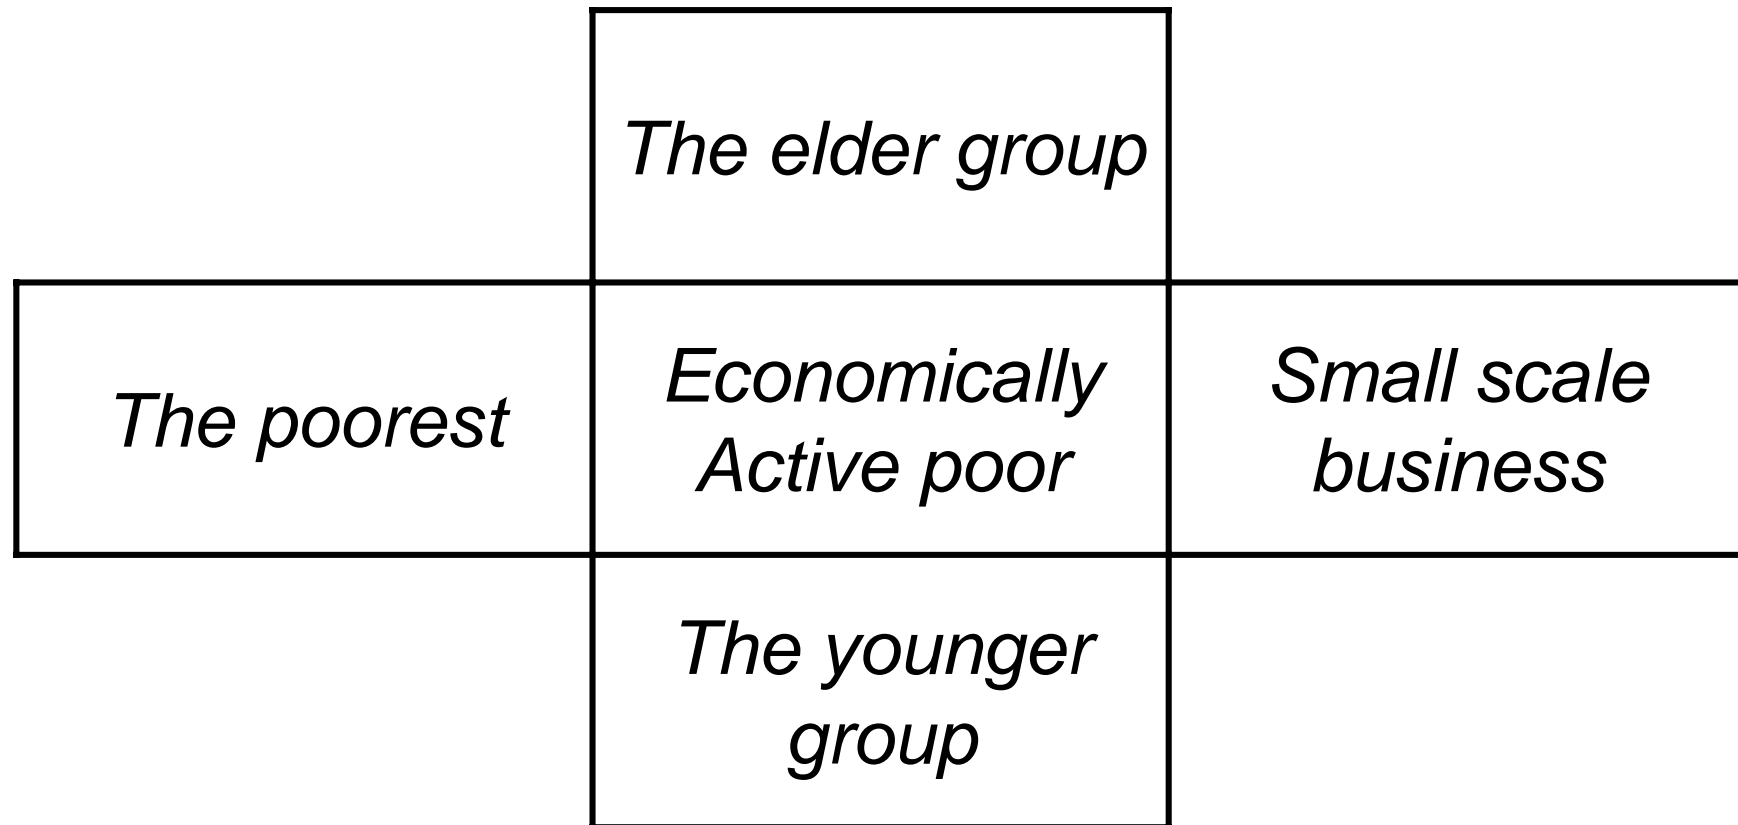 The elder group
The poorest
Economically
Active poor
Small scale
business
The younger
group